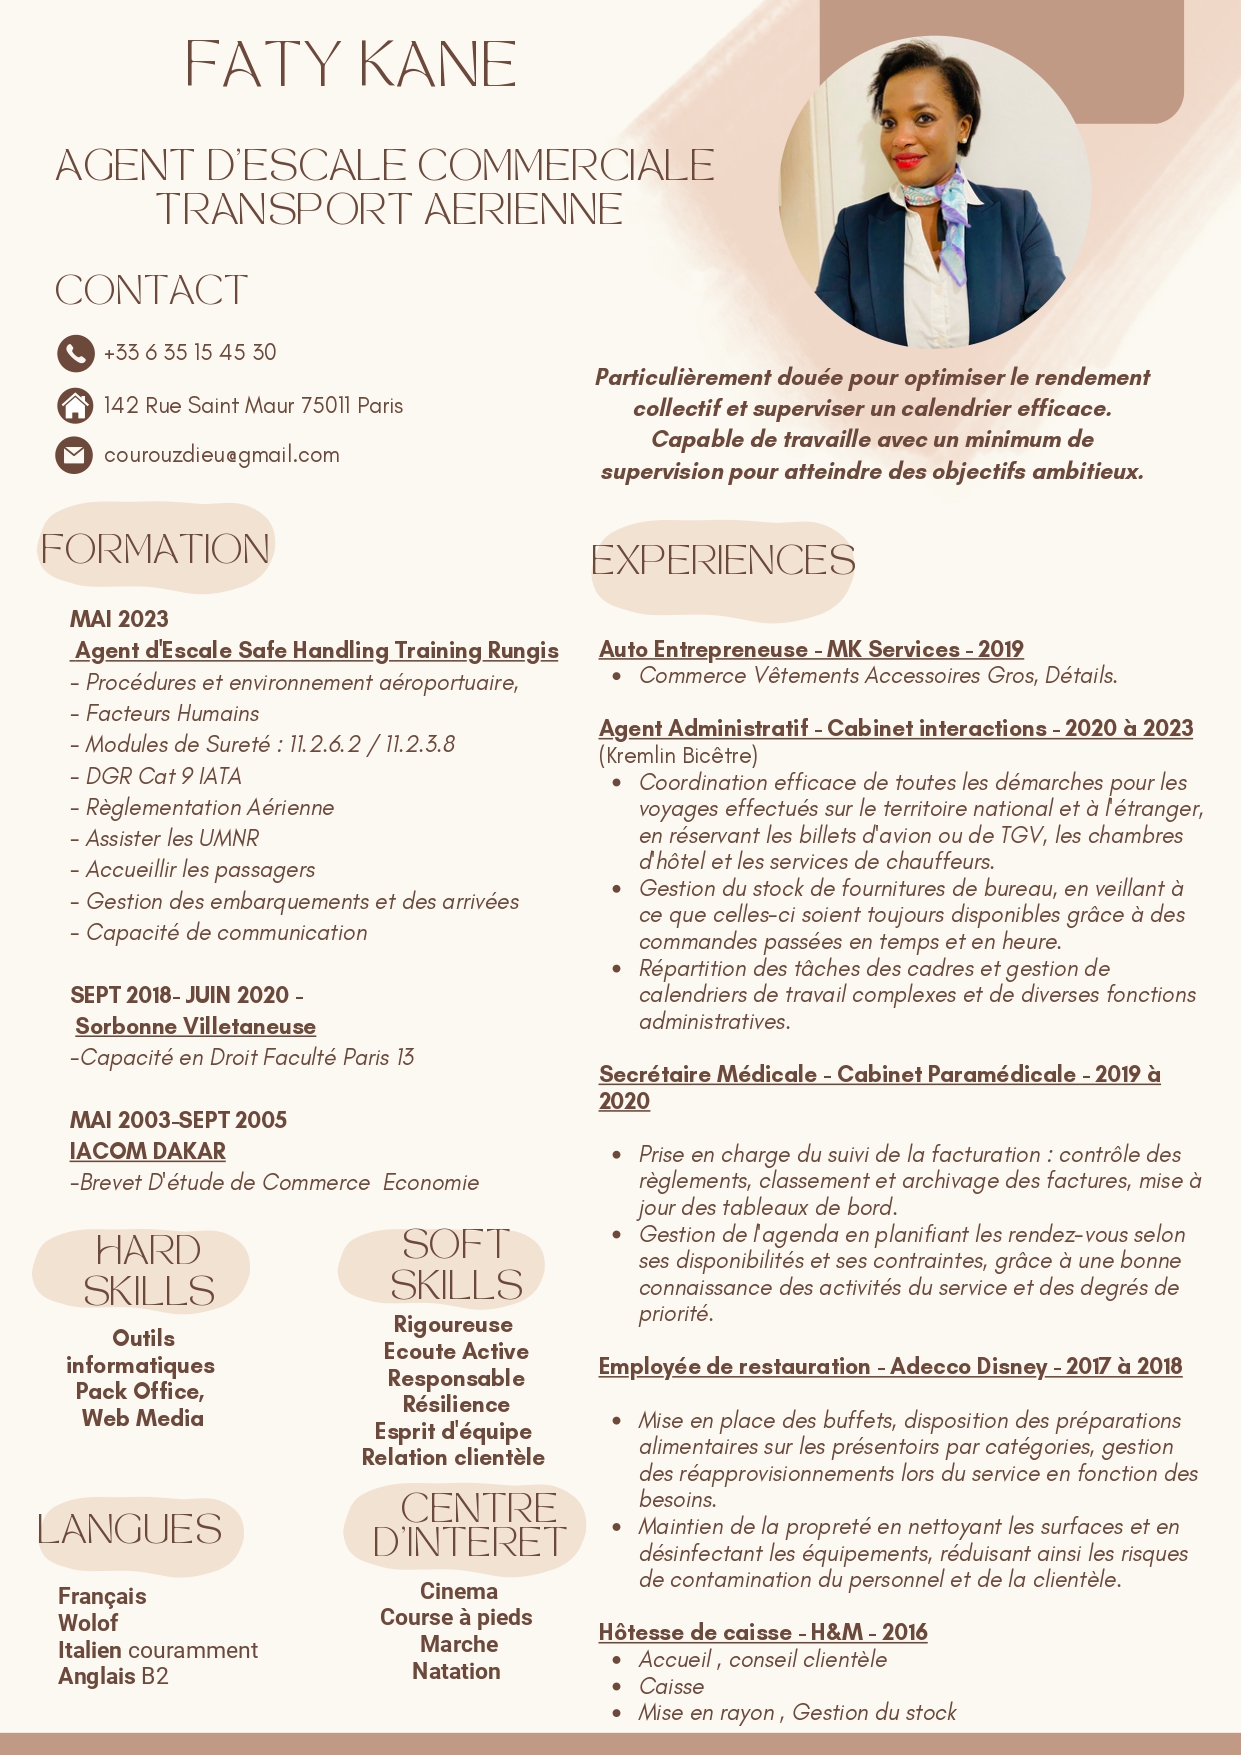 FATY KANE
AGENT D'ESCALE COMMERCIALE
TRANSPORT AERIENNE
CONTACT
+33 6 35 15 45 30
142 Rue Saint Maur 75011 Paris
courouzdieu@gmail.com
Particulièrement douée pour optimiser le rendement
collectif et superviser un calendrier efficace.
Capable de travaille avec un minimum de
supervision pour atteindre des objectifs ambitieux.
FORMATION
MAI 2023
Agent d'Escale Safe Handling Training Rungis
- Procédures et environnement aéroportuaire,
- Facteurs Humains
- Modules de Sureté : 11.2.6.2 / 11.2.3.8
- DGR Cat 9 IATA
- Règlementation Aérienne
- Assister les UMNR
- Accueillir les passagers
- Gestion des embarquements et des arrivées
- Capacité de communication
SEPT 2018- JUIN 2020 -
Sorbonne Villetaneuse
-Capacité en Droit Faculté Paris 13
MAI 2003-SEPT 2005
IACOM DAKAR
-Brevet D'étude de Commerce Economie
HARD
SKILLS
Outils
informatiques
Pack Office,
Web Media
SOFT
SKILLS
Rigoureuse
Ecoute Active
Responsable
Résilience
Esprit d'équipe
Relation clientèle
LANGUES
Français
Wolof
Italien couramment
Anglais B2
CENTRE
D'INTERET
Cinema
Course à pieds
Marche
Natation
EXPERIENCES
Auto Entrepreneuse - MK Services - 2019
• Commerce Vêtements Accessoires Gros, Détails.
Agent Administratif - Cabinet interactions - 2020 à 2023
(Kremlin Bicêtre)
• Coordination efficace de toutes les démarches pour les
voyages effectués sur le territoire national et à l'étranger,
en réservant les billets d'avion ou de TGV, les chambres
d'hôtel et les services de chauffeurs.
• Gestion du stock de fournitures de bureau, en veillant à
ce que celles-ci soient toujours disponibles grâce à des
commandes passées en temps et en heure.
• Répartition des tâches des cadres et gestion de
calendriers de travail complexes et de diverses fonctions
administratives.
Secrétaire Médicale - Cabinet Paramédicale - 2019 à
2020
• Prise en charge du suivi de la facturation : contrôle des
règlements, classement et archivage des factures, mise à
jour des tableaux de bord.
• Gestion de l'agenda en planifiant les rendez-vous selon
ses disponibilités et ses contraintes, grâce à une bonne
connaissance des activités du service et des degrés de
priorité.
Employée de restauration - Adecco Disney - 2017 à 2018
• Mise en place des buffets, disposition des préparations
alimentaires sur les présentoirs par catégories, gestion
des réapprovisionnements lors du service en fonction des
besoins.
• Maintien de la propreté en nettoyant les surfaces et en
désinfectant les équipements, réduisant ainsi les risques
de contamination du personnel et de la clientèle.
Hôtesse de caisse - H&M - 2016
• Accueil , conseil clientèle
• Caisse
• Mise en rayon , Gestion du stock